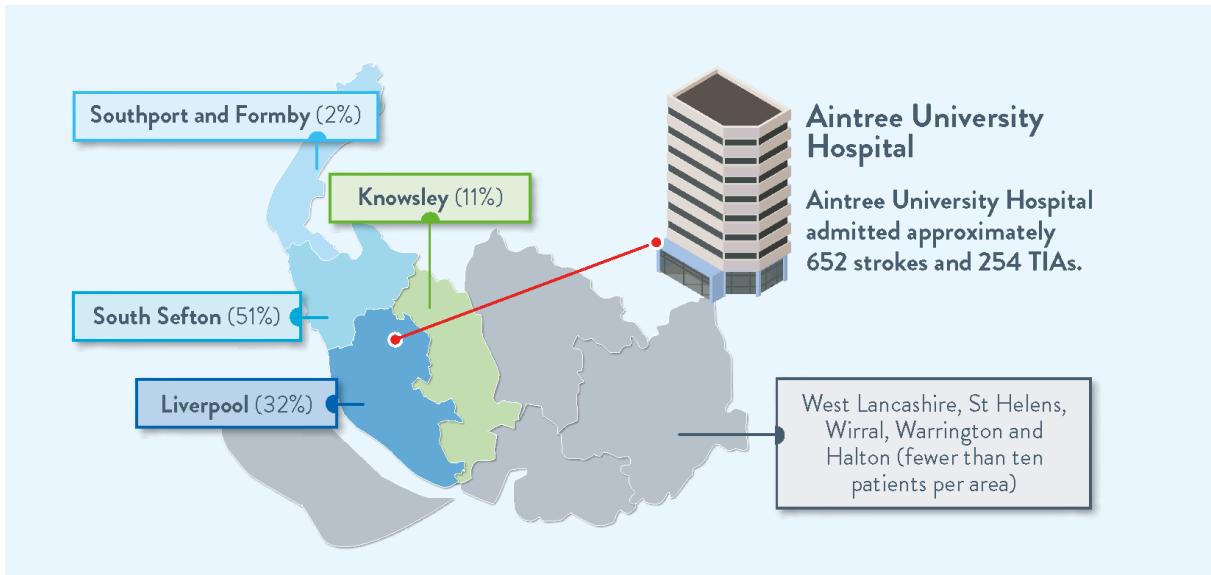 Southport and Formby (2%)
Knowsley (11%)
South Sefton (51%)
Liverpool (32%)
Aintree University
Hospital
Aintree University Hospital
admitted approximately
652 strokes and 254 TIAs.
West Lancashire, St Helens,
Wirral, Warrington and
Halton (fewer than ten
patients per area)